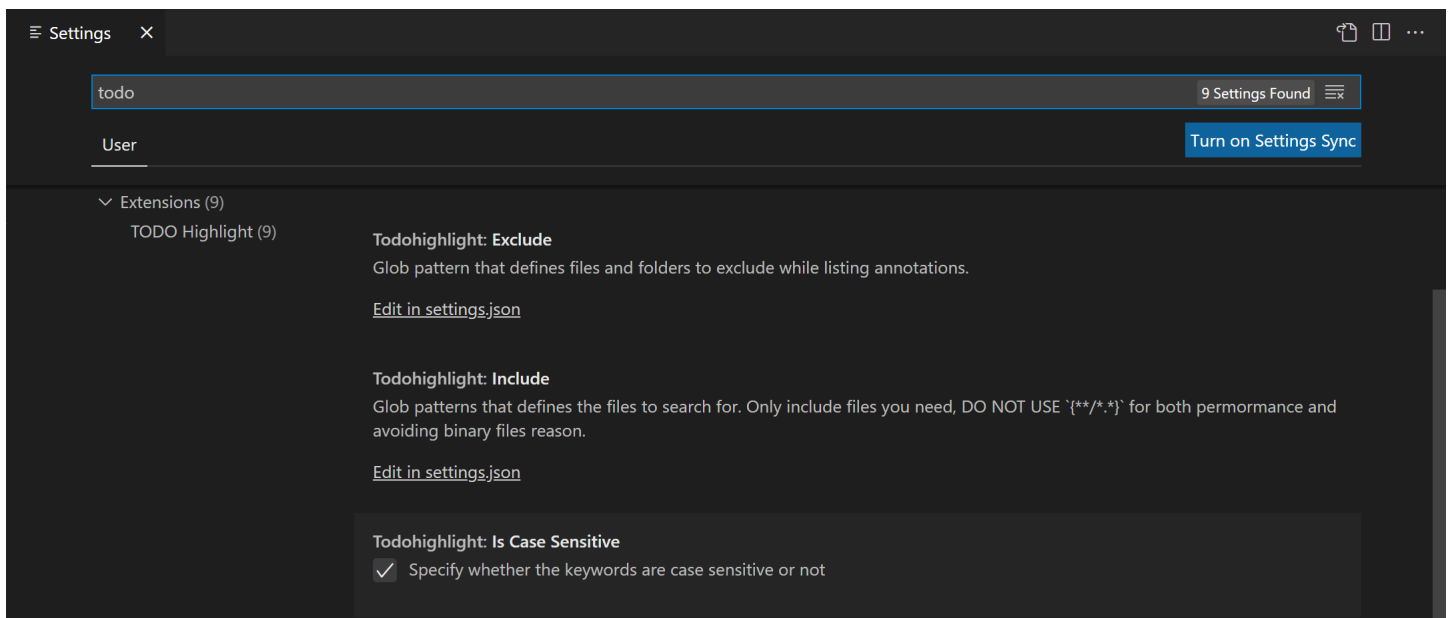 Settings
todo
9 Settings Found
User
Turn on Settings Sync
Extensions (9)
TODO Highlight (9)
Todohighlight: Exclude
Glob pattern that defines files and folders to exclude while listing annotations.
Edit in settings.json
Todohighlight: Include
Glob patterns that defines the files to search for. Only include files you need, DO NOT USE `{**/*.*}` for both permormance and
avoiding binary files reason.
Edit in settings.json
Todohighlight: Is Case Sensitive
Specify whether the keywords are case sensitive or not